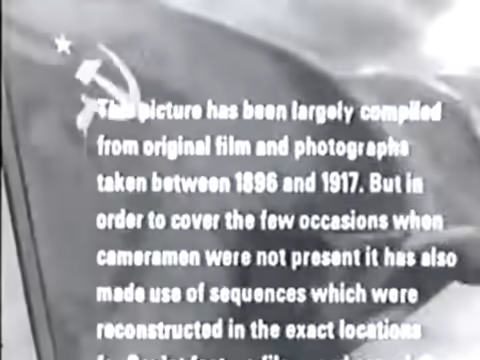 This picture has been largely compiled
from original film and photographs
taken between 1896 and 1917. But in
order to cover the few occasions when
cameramen were not present it has also
made use of sequences which were
reconstructed in the exact locations